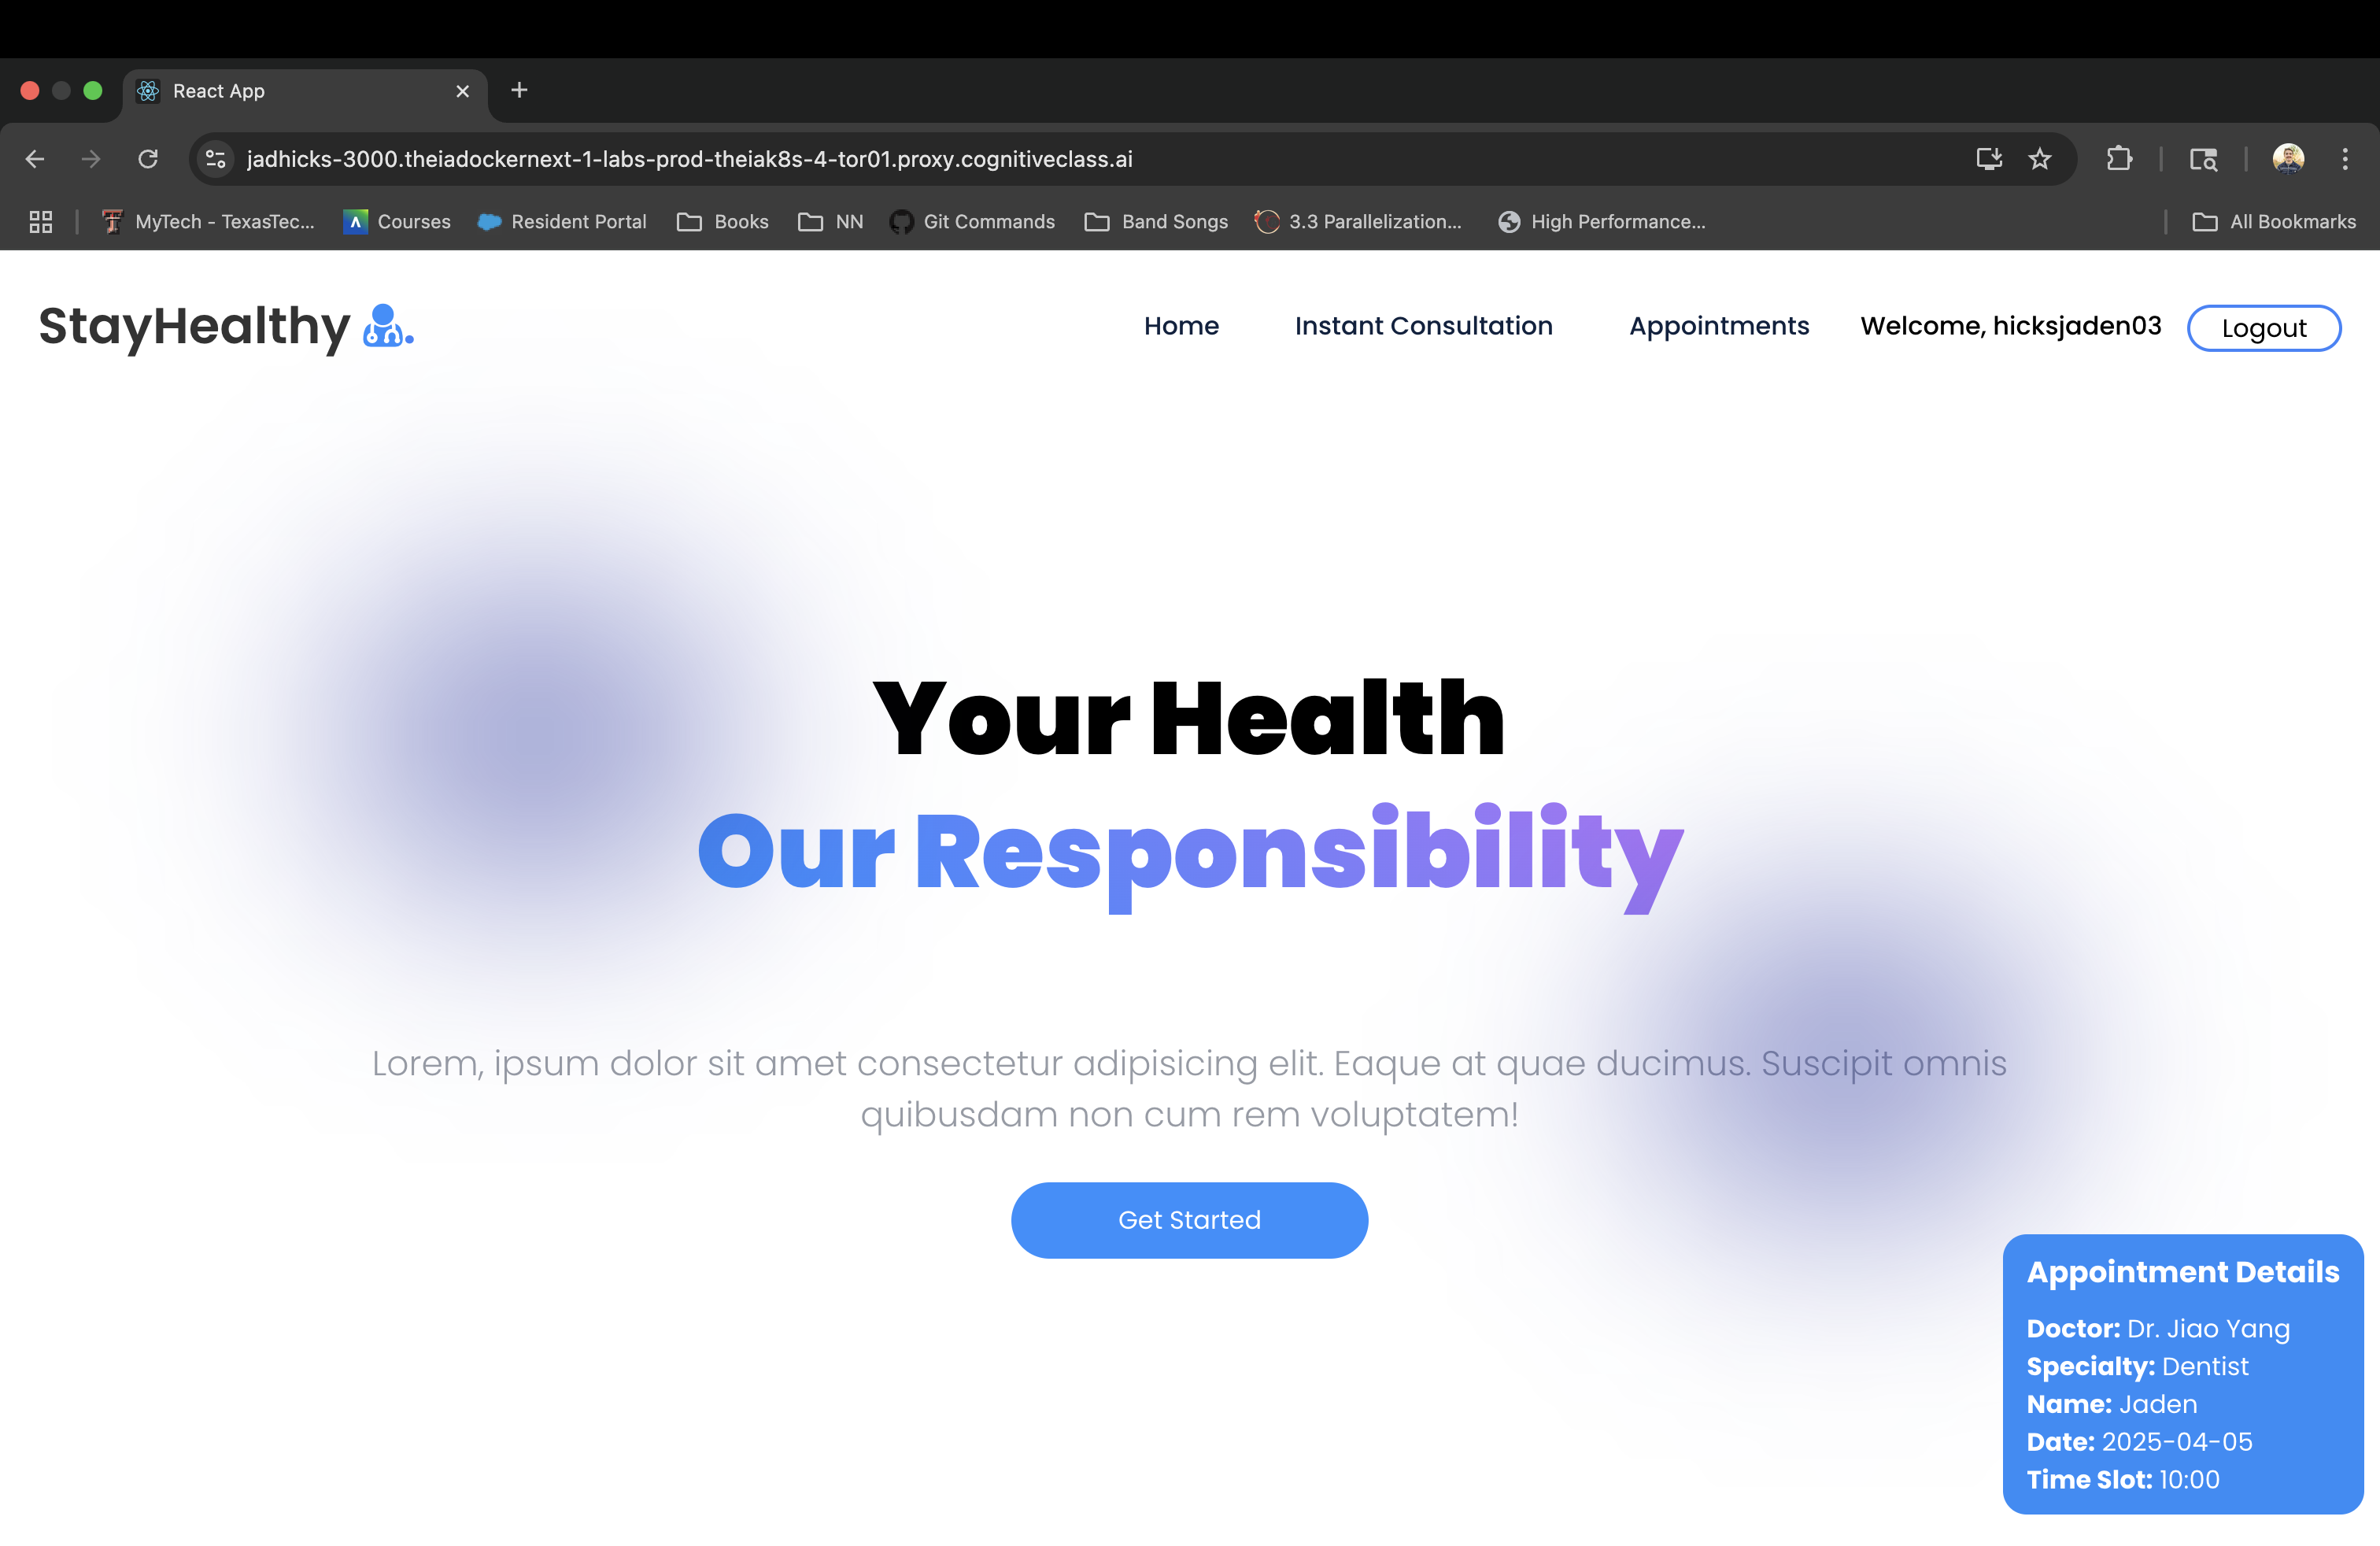 React App
jadhicks-3000.theiadockernext-1-labs-prod-theiak8s-4-tor01.proxy.cognitiveclass.ai
MyTech - TexasTec... Courses Resident Portal Books NN Git Commands Band Songs 3.3 Parallelization... High Performance... All Bookmarks
StayHealthy Home Instant Consultation Appointments Welcome, hicksjaden03 Logout
Your Health
Our Responsibility
Lorem, ipsum dolor sit amet consectetur adipisicing elit. Eaque at quae ducimus. Suscipit omnis
quibusdam non cum rem voluptatem!
Get Started
Appointment Details
Doctor: Dr. Jiao Yang
Specialty: Dentist
Name: Jaden
Date: 2025-04-05
Time Slot: 10:00